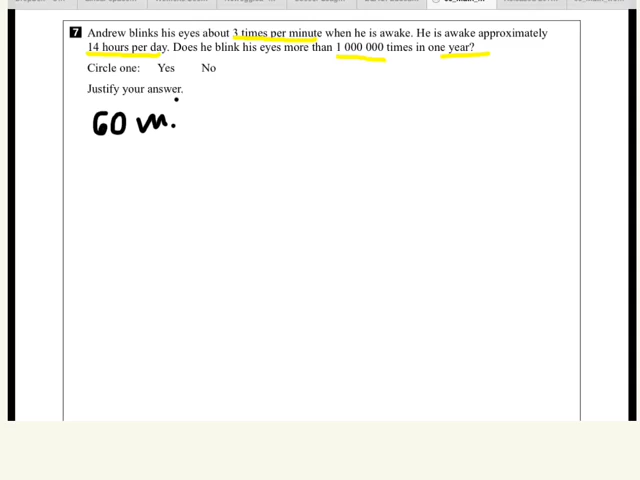 7 Andrew blinks his eyes about 3 times per minute when he is awake. He is awake approximately
14 hours per day. Does he blink his eyes more than 1 000 000 times in one year?
Circle one: Yes No
Justify your answer.
60 m.